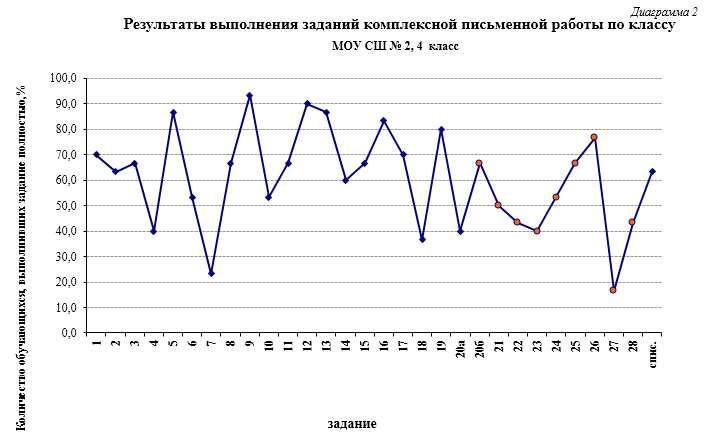 Диаграмма 2
Результаты выполнения заданий комплексной письменной работы по классу
МОУ СШ № 2, 4 класс
Количество обучающихся, выполнивших задание полностью,%
100,0
90,0
80,0
70,0
60,0
50,0
40,0
30,0
20,0
10,0
0,0
1 2 3 4 5 6 7 8 9 10 11 12 13 14 15 16 17 18 19 20а 20б 21 22 23 24 25 26 27 28 спис.
задание